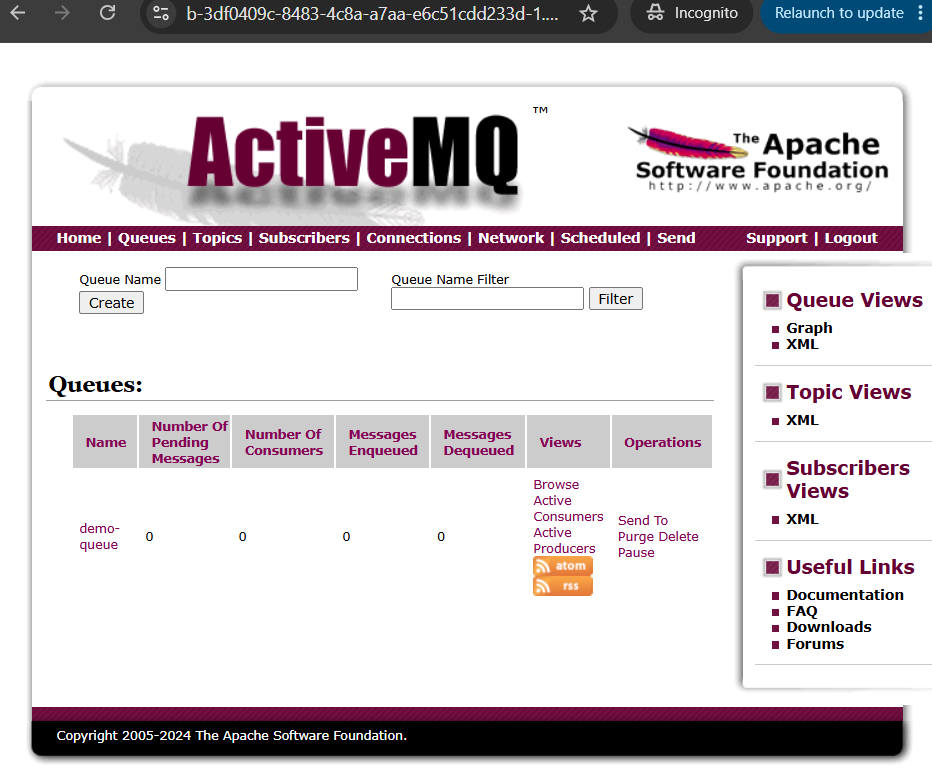 b-3df0409c-8483-4c8a-a7aa-e6c51cdd233d-1....
Incognito
Relaunch to update
ActiveMQ
™
The Apache
Software Foundation
http://www.apache.org/
Home | Queues | Topics | Subscribers | Connections | Network | Scheduled | Send
Support | Logout
Queue Name
Create
Queue Name Filter
Filter
Queues:
Name
Number Of
Pending
Messages
Number Of
Consumers
Messages
Enqueued
Messages
Dequeued
Views
Operations
demo-
queue
0
0
0
0
Browse
Active
Consumers
Active
Producers
atom
rss
Send To
Purge Delete
Pause
Queue Views
Graph
XML
Topic Views
XML
Subscribers
Views
XML
Useful Links
Documentation
FAQ
Downloads
Forums
Copyright 2005-2024 The Apache Software Foundation.